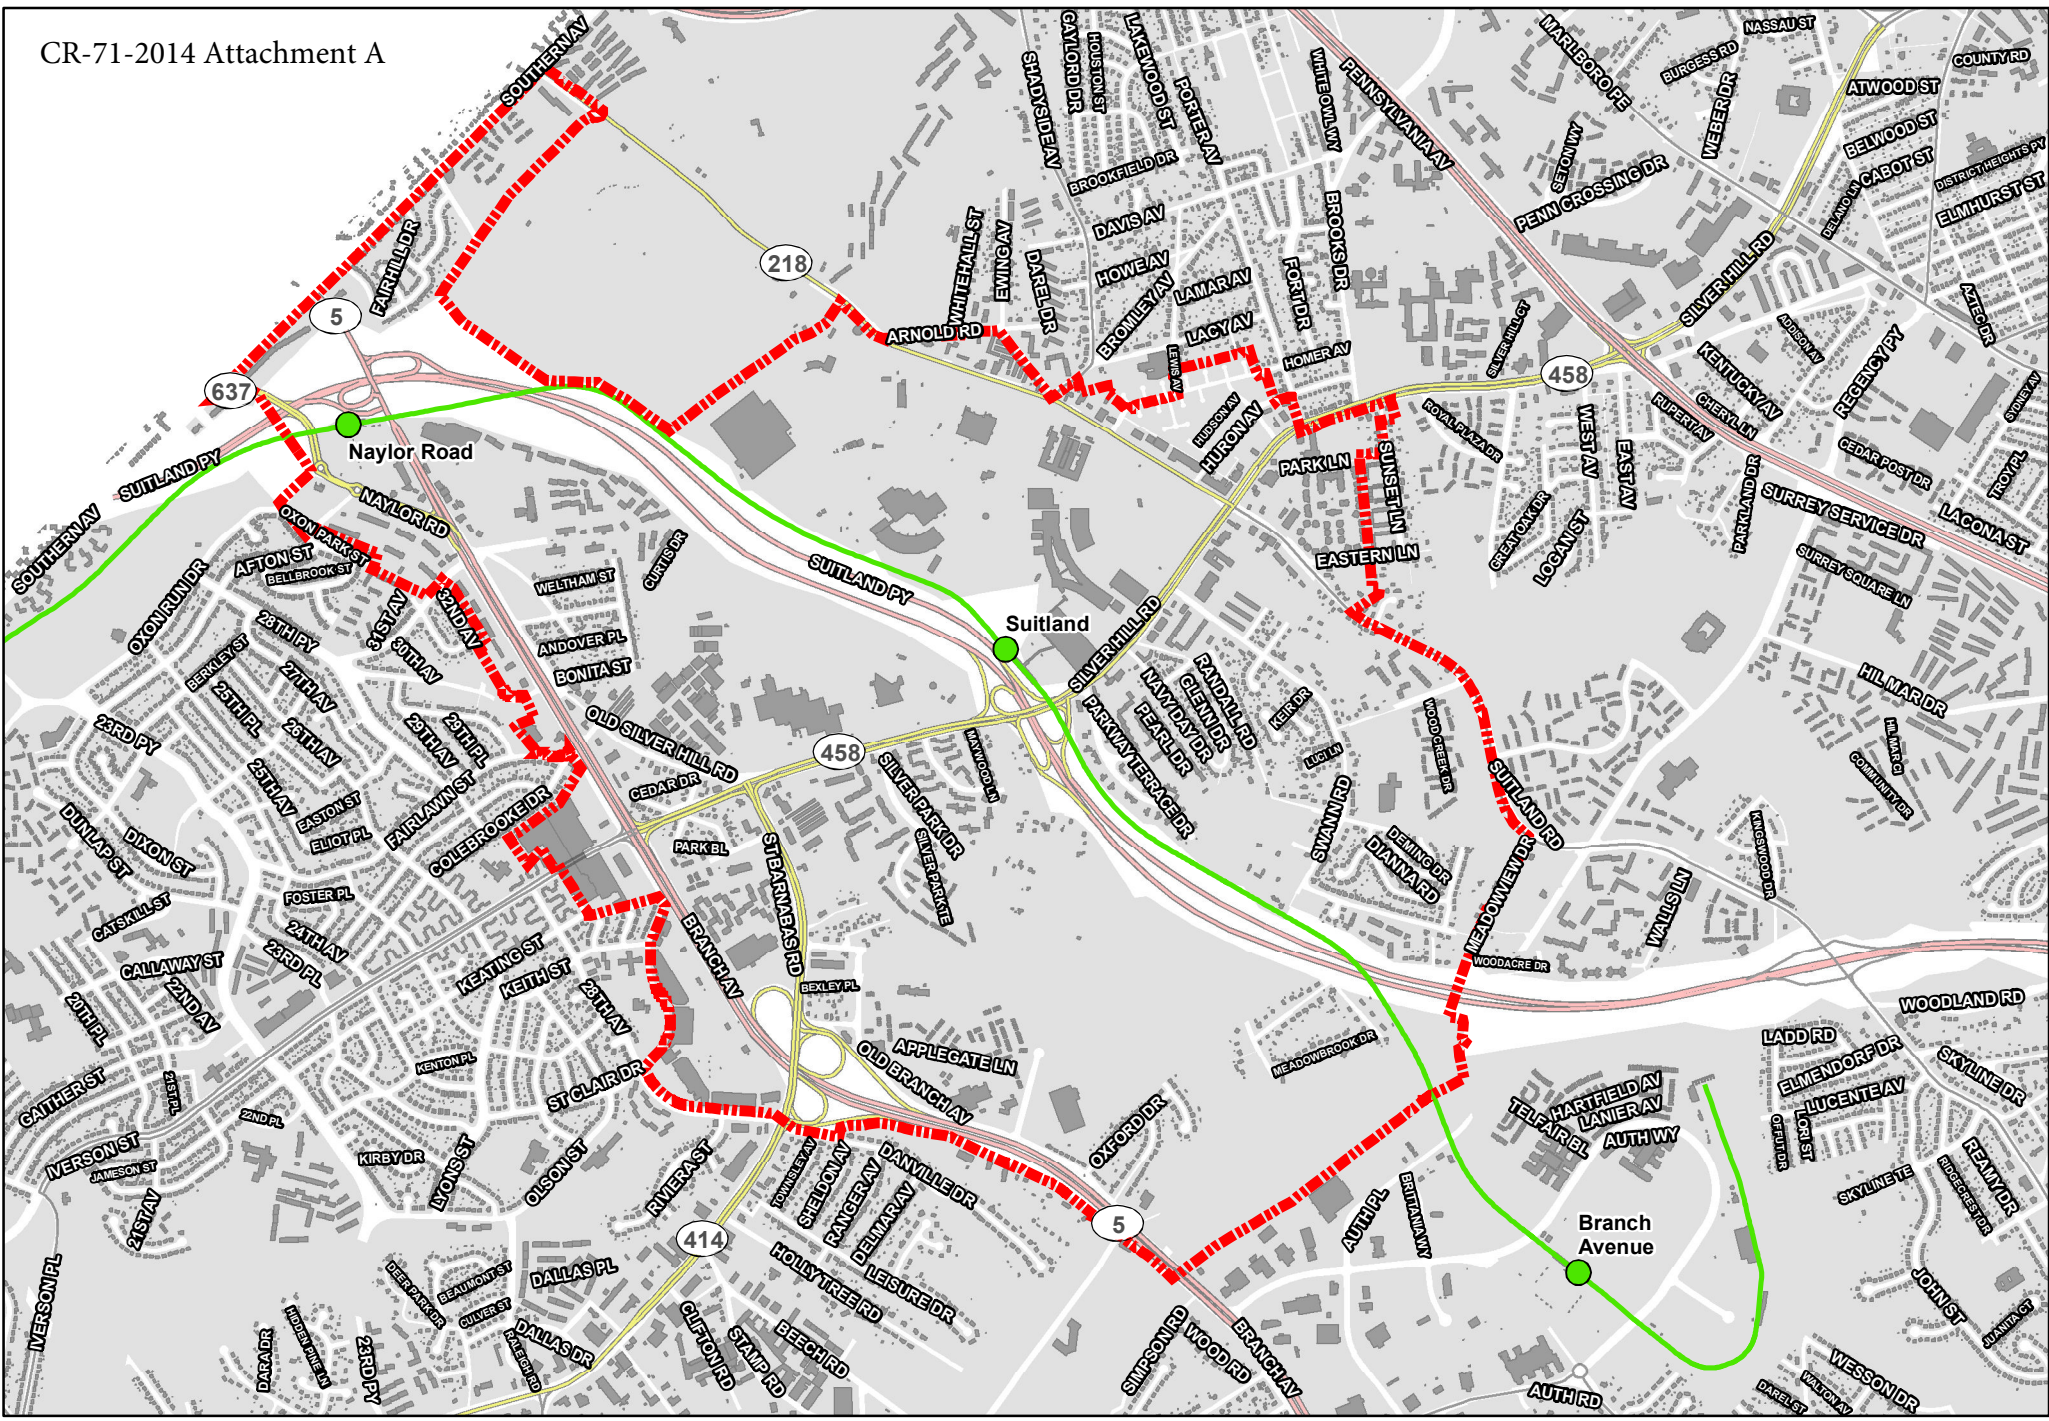 CR-71-2014 Attachment A
SOUTHERN AV
GAYLORD DR
HOUSTON ST
LAKEWOOD ST
PORTER AV
SHADYSIDE AV
WHITE OWL WY
PENNSYLVANIA AV
MARLBORO PE
BURGESS RD
NASSAU ST
WEBER DR
COUNTY RD
ATWOOD ST
BELWOOD ST
CABOT ST
DISTRICT HEIGHTS PY
ELMHURST ST
DELANO LN
SETON WY
PENN CROSSING DR
BROOKFIELD DR
DAVIS AV
BROOKS DR
FAIRHILL DR
218
WHITEHALL ST
EWING AV
DAREL DR
HOWE AV
BROMLEY AV
LAMAR AV
FORT DR
SILVER HILL RD
AZTEC DR
5
ARNOLD RD
LACY AV
LEWIS AV
HOMER AV
SILVER HILL CT
458
ADDISON AV
KENTUCKY AV
REGENCY PY
CHERYL LN
RUPERT AV
SYDNEY AV
637
Naylor Road
HUDSON AV
HURON AV
PARK LN
SUNSET LN
ROYAL PLAZA DR
WEST AV
EAST AV
PARKLAND DR
CEDAR POST DR
TROY PL
LACONA ST
SURREY SERVICE DR
SURREY SQUARE LN
SUITLAND PY
SOUTHERN AV
NAYLOR RD
OXON PARK ST
AFTON ST
BELLBROOK ST
OXON RUN DR
EASTERN LN
GREAT OAK DR
LOGAN ST
CURTIS DR
WELTHAM ST
SUITLAND PY
Suitland
SILVER HILL RD
28TH PY
31ST AV
32ND AV
30TH AV
ANDOVER PL
BONITA ST
BERKLEY ST
27TH AV
25TH PL
26TH AV
29TH AV
29TH PL
23RD PY
25TH AV
OLD SILVER HILL RD
CEDAR DR
458
MAYWOOD LN
SILVER PARK DR
SILVER PARK TE
RANDALL RD
GLENN DR
NAVY DAY DR
PEARL DR
PARKWAY TERRACE DR
KEIR DR
LUCI LN
WOOD CREEK DR
HIL MAR DR
HIL MAR CI
COMMUNITY DR
SUITLAND RD
SWANN RD
DEMING DR
DIANNA RD
MEADOWVIEW DR
KINGSWOOD DR
WALLS LN
WOODACRE DR
DUNLAP ST
DIXON ST
EASTON ST
ELIOT PL
FAIRLAWN ST
COLEBROOKE DR
PARK BL
ST BARNABAS RD
BRANCH AV
FOSTER PL
CATSKILL ST
24TH AV
23RD PL
CALLAWAY ST
22ND AV
20TH PL
KEATING ST
KEITH ST
28TH AV
BEXLEY PL
APPLEGATE LN
OLD BRANCH AV
MEADOWBROOK DR
WOODLAND RD
LADD RD
ELMENDORF DR
LUCENTE AV
SKYLINE DR
LORI ST
OFFUT DR
HARTFIELD AV
LANIER AV
TELFAIR BL
AUTH WY
GAITHER ST
21ST PL
22ND PL
KENTON PL
ST CLAIR DR
IVERSON ST
JAMESON ST
21ST AV
KIRBY DR
LYONS ST
OLSON ST
RIVIERA ST
TOWNSLEY AV
SHELDON AV
RANGER AV
DELMAR AV
DANVILLE DR
OXFORD DR
5
AUTH PL
BRITANIA WY
SKYLINE TE
REAMY DR
RIDGECREST DR
Branch
Avenue
414
HOLLY TREE RD
LEISURE DR
DALLAS PL
BEAUMONT ST
DEER PARK DR
CULVER ST
RALEIGH RD
DALLAS DR
CLIFTON RD
STAMP RD
BEECH RD
SIMPSON RD
WOOD RD
BRANCH AV
AUTH RD
JOHN ST
JUANITA CT
WESSON DR
WALTON AV
DAREL ST
IVERSON PL
DARA DR
HIDDEN PINE LN
23RD PY